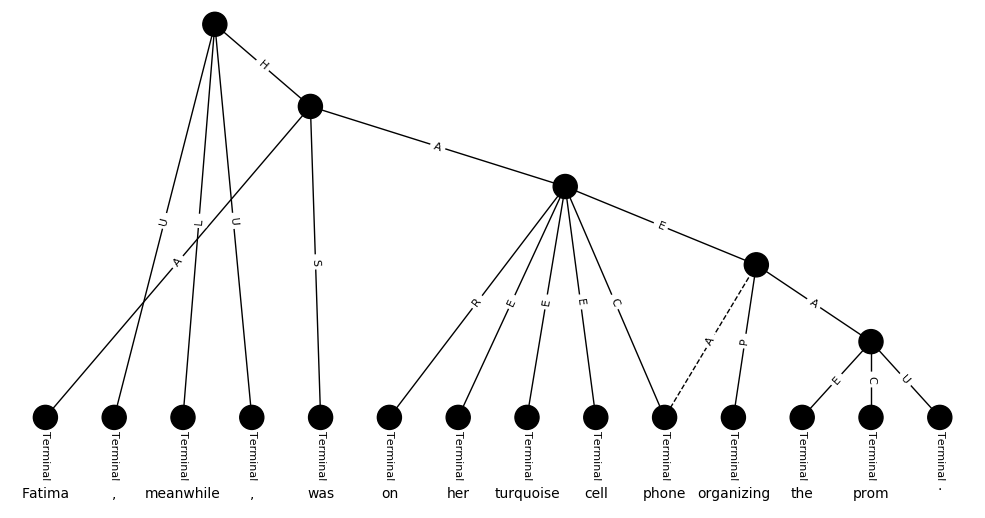 H
A
U
L
U
E
A
S
A
R
E
E
E
C
A
P
E
C
U
Terminal Terminal Terminal Terminal Terminal Terminal Terminal Terminal Terminal Terminal Terminal Terminal Terminal Terminal
Fatima , meanwhile , was on her turquoise cell phone organizing the prom .